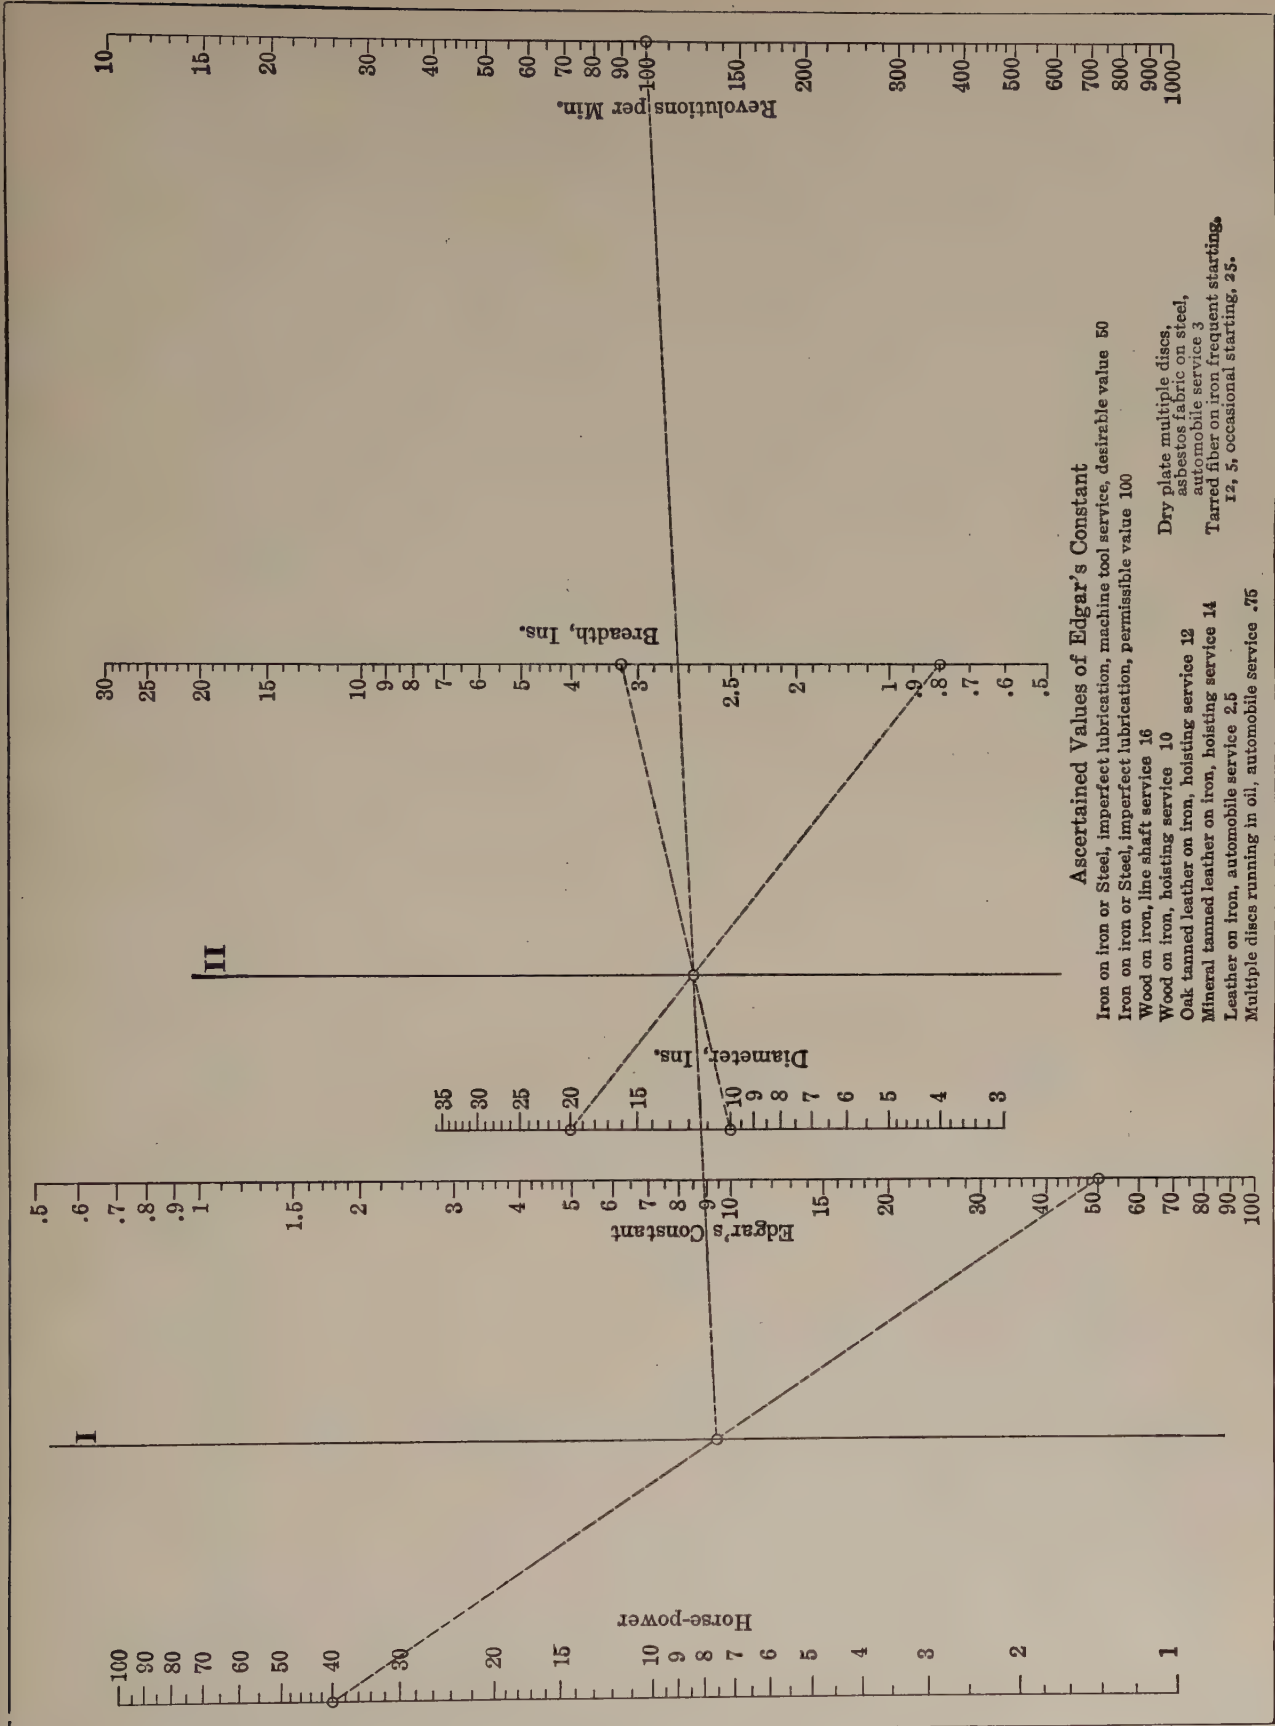 10 15 20 30 40 50 60 70 80 90 100 150 200 300 400 500 600 700 800 900 1000
Revolutions per Min.
30 25 20 15 10 9 8 7 6 5 4 3 2.5 2 1 .9 .8 .7 .6 .5
Breadth, Ins.
II
35 30 25 20 15 10 9 8 7 6 5 4 3
Diameter, Ins.
.5 .6 .7 .8 .9 1 1.5 2 3 4 5 6 7 8 9 10 15 20 30 40 50 60 70 80 90 100
Edgar's Constant
I
100 90 80 70 60 50 40 30 20 15 10 9 8 7 6 5 4 3 2 1
Horse-power
Ascertained Values of Edgar's Constant
Iron on iron or Steel, imperfect lubrication, machine tool service, desirable value 50
Iron on iron or Steel, imperfect lubrication, permissible value 100
Wood on iron, line shaft service 16
Wood on iron, hoisting service 10
Oak tanned leather on iron, hoisting service 12
Mineral tanned leather on iron, hoisting service 14
Leather on iron, automobile service 2.5
Multiple discs running in oil, automobile service .75
Dry plate multiple discs,
asbestos fabric on steel,
automobile service 3
Tarred fiber on iron frequent starting.
12, 5, occasional starting, 25.